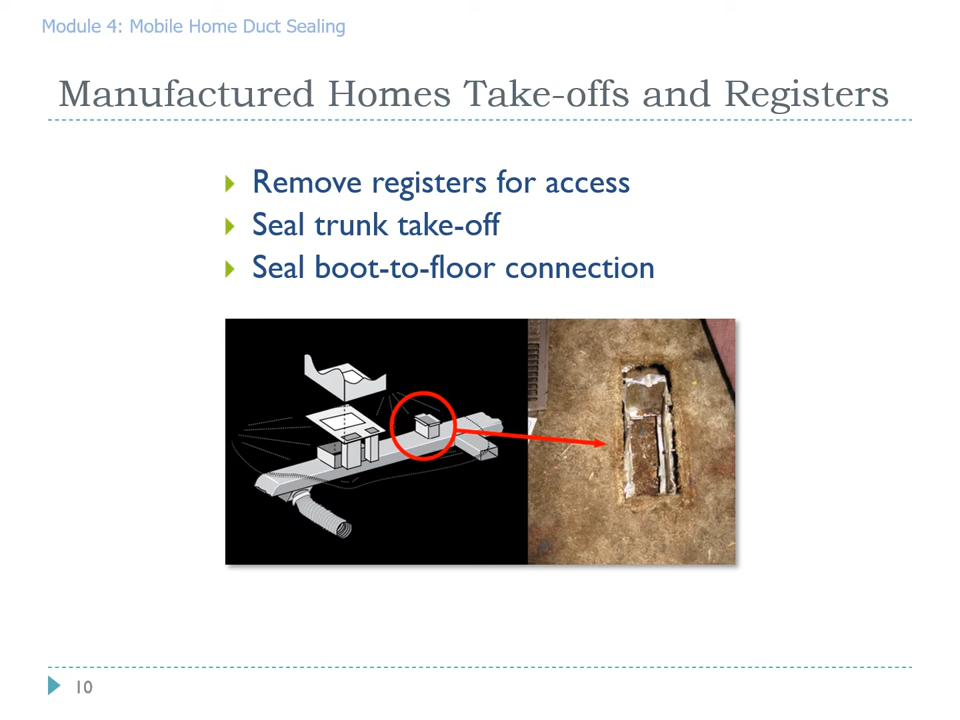 Module 4: Mobile Home Duct Sealing
Manufactured Homes Take-offs and Registers
Remove registers for access
Seal trunk take-off
Seal boot-to-floor connection
10